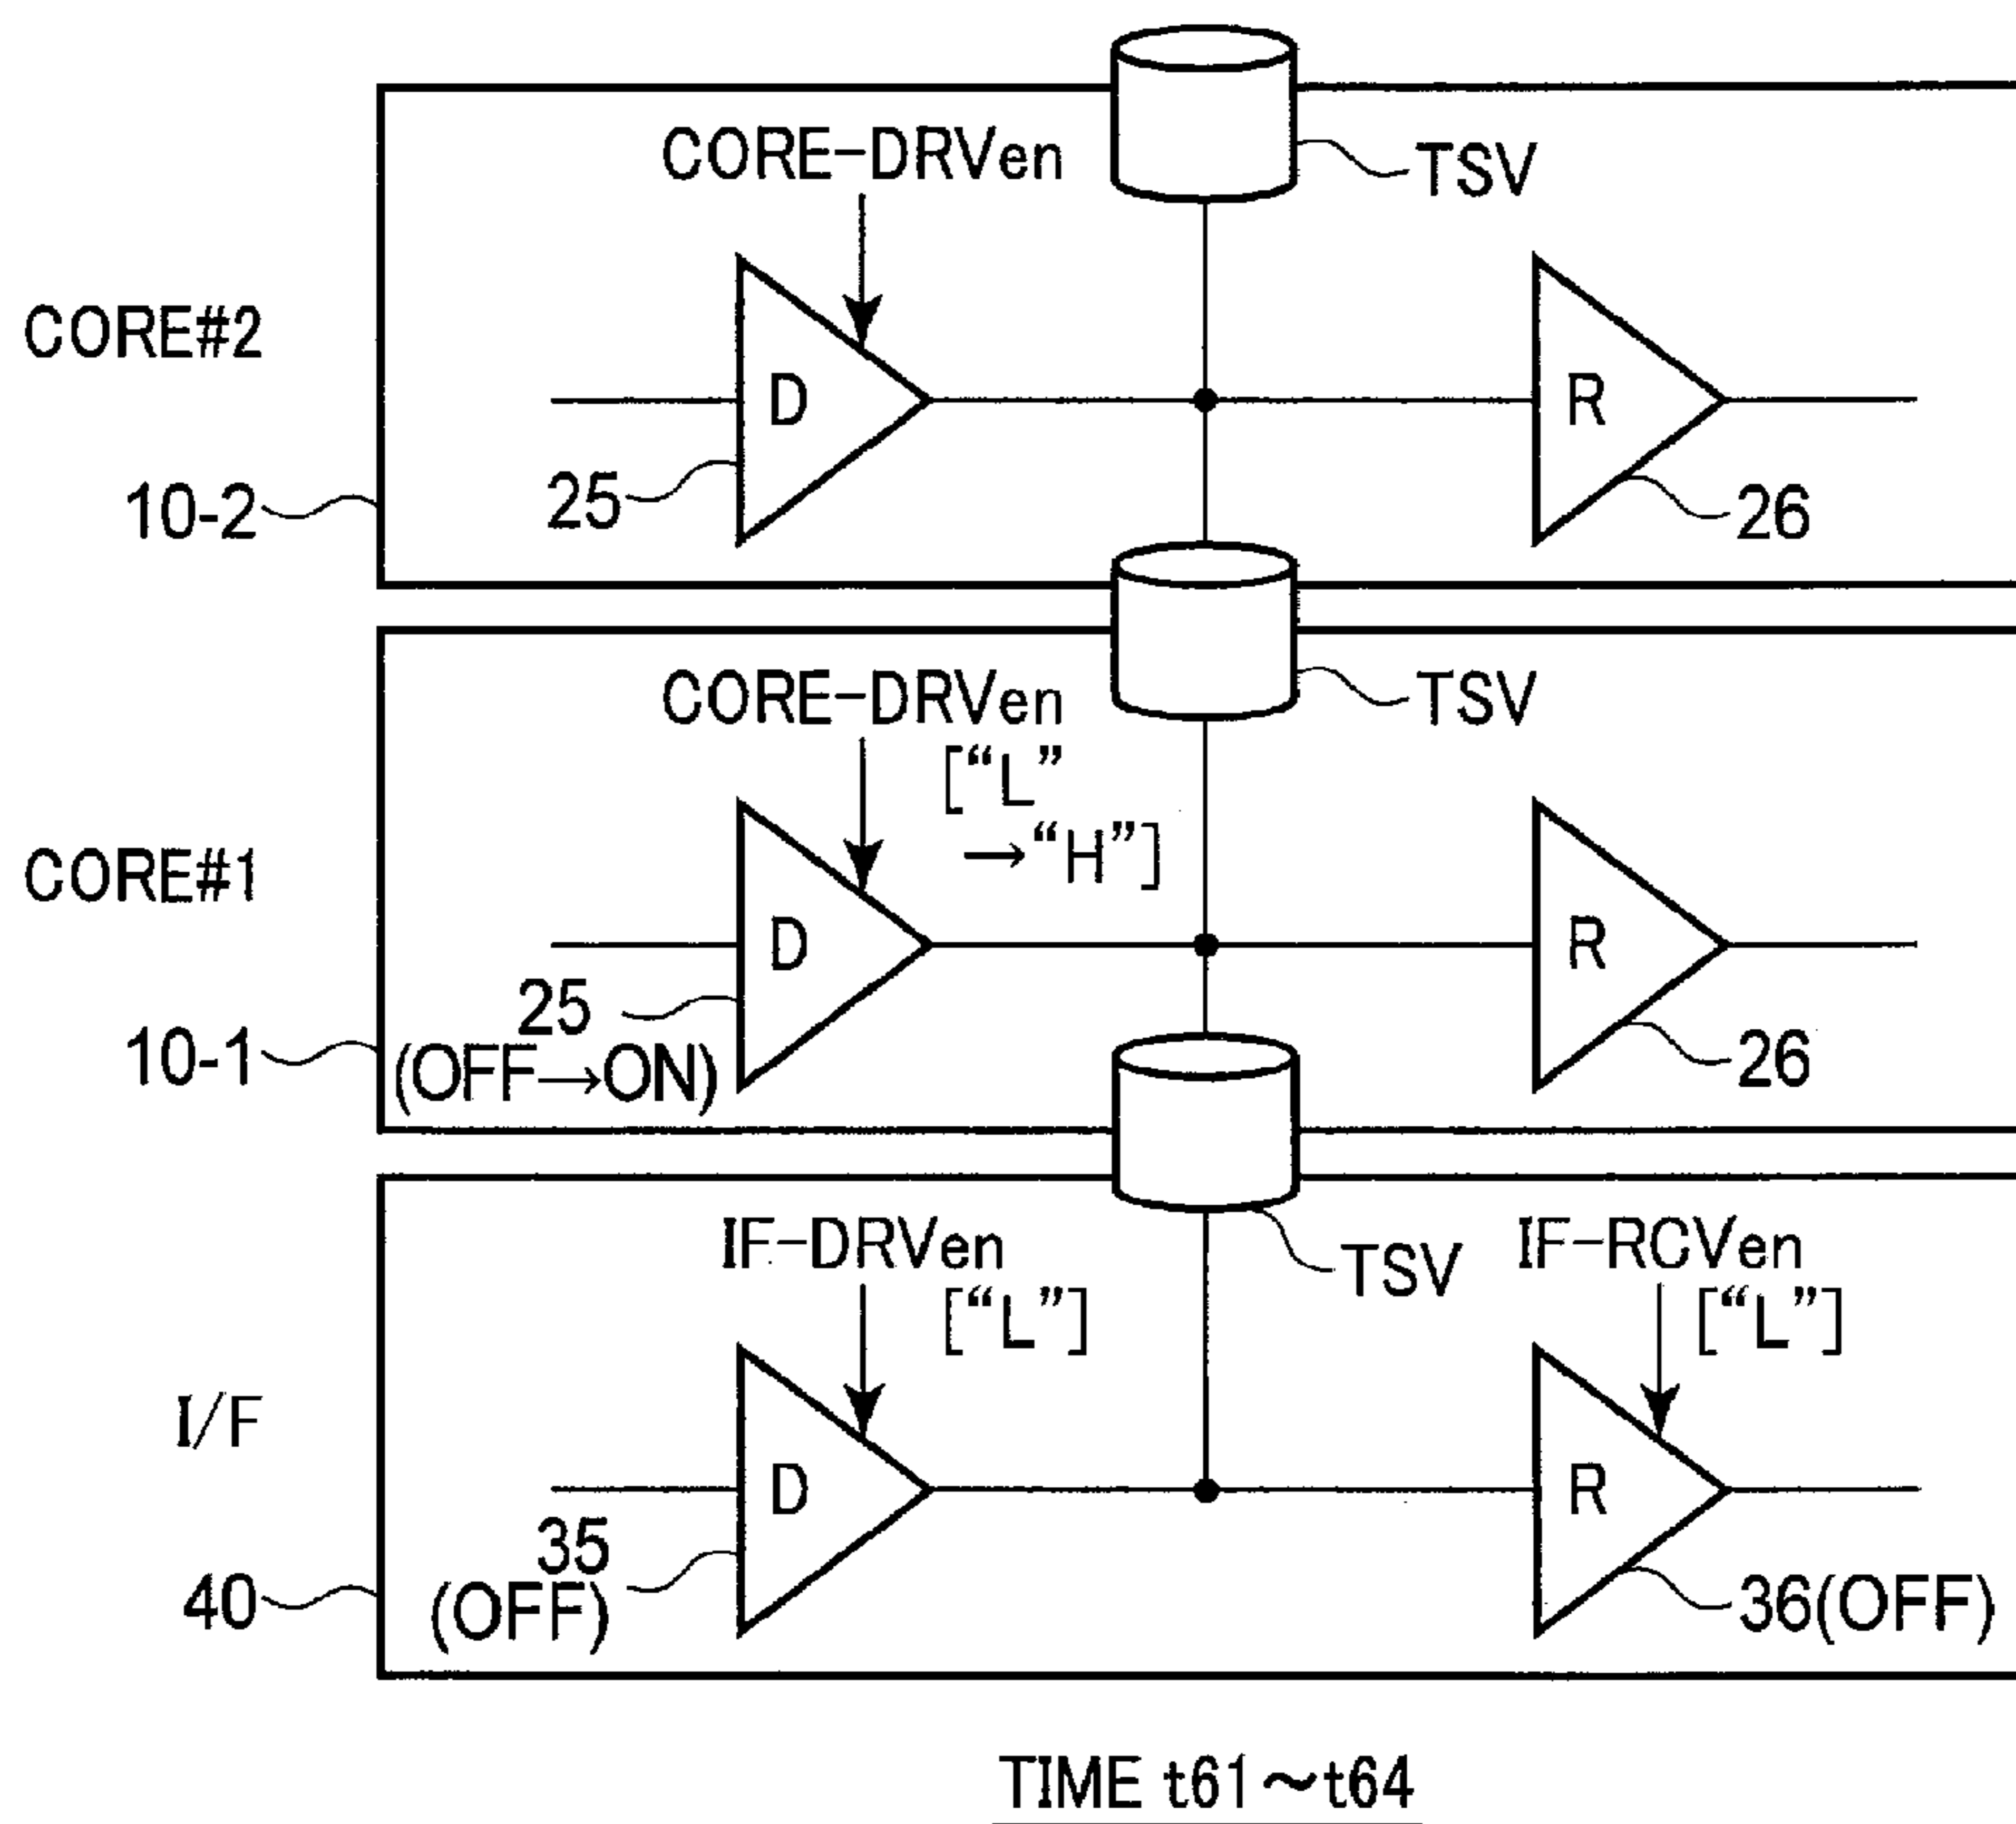 CORE-DRVen
TSV
CORE#2
D
R
10-2
25
26
CORE-DRVen
TSV
[“L”
→“H”]
CORE#1
D
R
25
10-1
(OFF→ON)
26
IF-DRVen
TSV
IF-RCVen
[“L”]
[“L”]
I/F
D
R
35
40
(OFF)
36(OFF)
TIME t61～t64